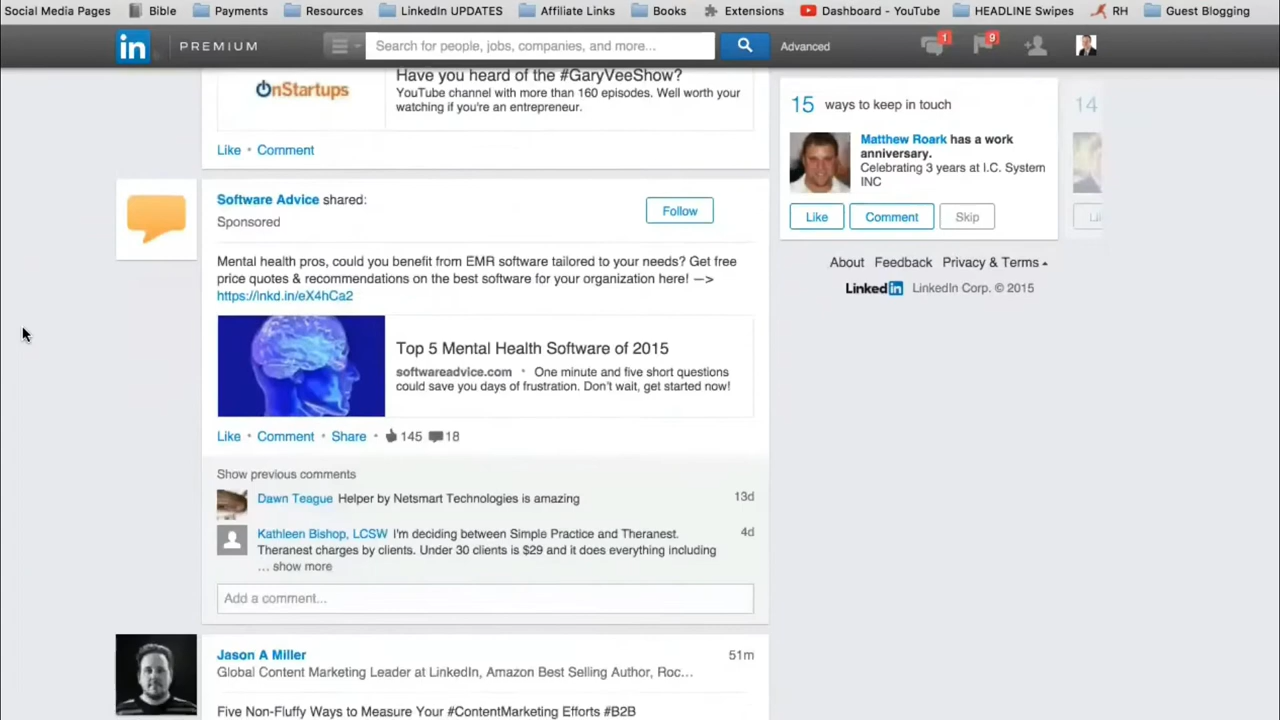 Social Media Pages Bible Payments Resources LinkedIn UPDATES Affiliate Links Books Extensions Dashboard - YouTube HEADLINE Swipes RH Guest Blogging
in PREMIUM Search for people, jobs, companies, and more... Advanced 1 9
OnStartups
Have you heard of the #GaryVeeShow?
YouTube channel with more than 160 episodes. Well worth your
watching if you're an entrepreneur.
Like • Comment
Software Advice shared:
Sponsored
Follow
Mental health pros, could you benefit from EMR software tailored to your needs? Get free
price quotes & recommendations on the best software for your organization here! —>
https://lnkd.in/eX4hCa2
Top 5 Mental Health Software of 2015
softwareadvice.com • One minute and five short questions
could save you days of frustration. Don't wait, get started now!
Like • Comment • Share • 145 18
Show previous comments
Dawn Teague Helper by Netsmart Technologies is amazing 13d
Kathleen Bishop, LCSW I'm deciding between Simple Practice and Theranest. 4d
Theranest charges by clients. Under 30 clients is $29 and it does everything including
... show more
Add a comment...
Jason A Miller 51m
Global Content Marketing Leader at LinkedIn, Amazon Best Selling Author, Roc...
Five Non-Fluffy Ways to Measure Your #ContentMarketing Efforts #B2B
15 ways to keep in touch
14
Matthew Roark has a work
anniversary.
Celebrating 3 years at I.C. System
INC
Like Comment Skip Li
About Feedback Privacy & Terms
LinkedIn LinkedIn Corp. © 2015